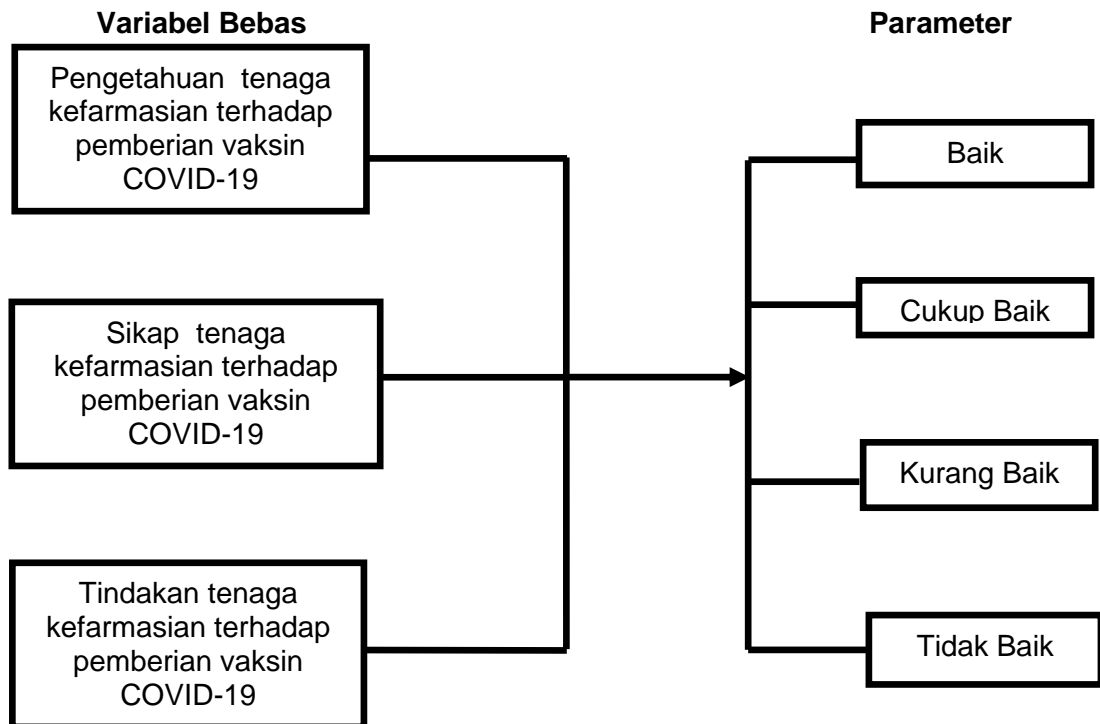 Variabel Bebas
Pengetahuan tenaga
kefarmasian terhadap
pemberian vaksin
COVID-19
Sikap tenaga
kefarmasian terhadap
pemberian vaksin
COVID-19
Tindakan tenaga
kefarmasian terhadap
pemberian vaksin
COVID-19
Parameter
Baik
Cukup Baik
Kurang Baik
Tidak Baik